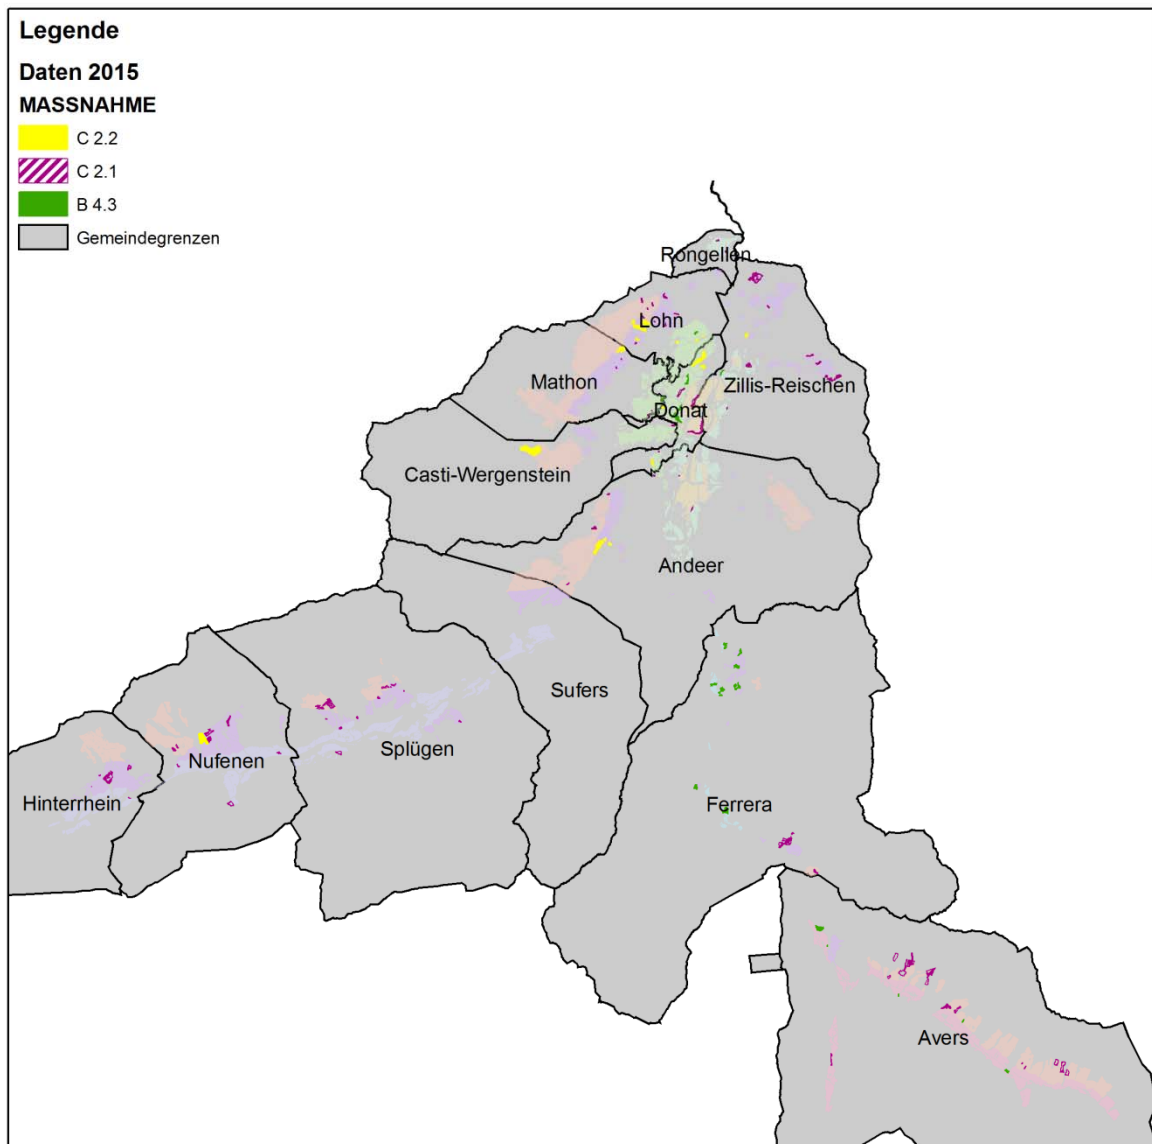 Legende
Daten 2015
MASSNAHME
C 2.2
C 2.1
B 4.3
Gemeindegrenzen
Rongellen
Lohn
Mathon
Zillis-Reischen
Donat
Casti-Wergenstein
Andeer
Sufers
Splügen
Nufenen
Hinterrhein
Ferrera
Avers